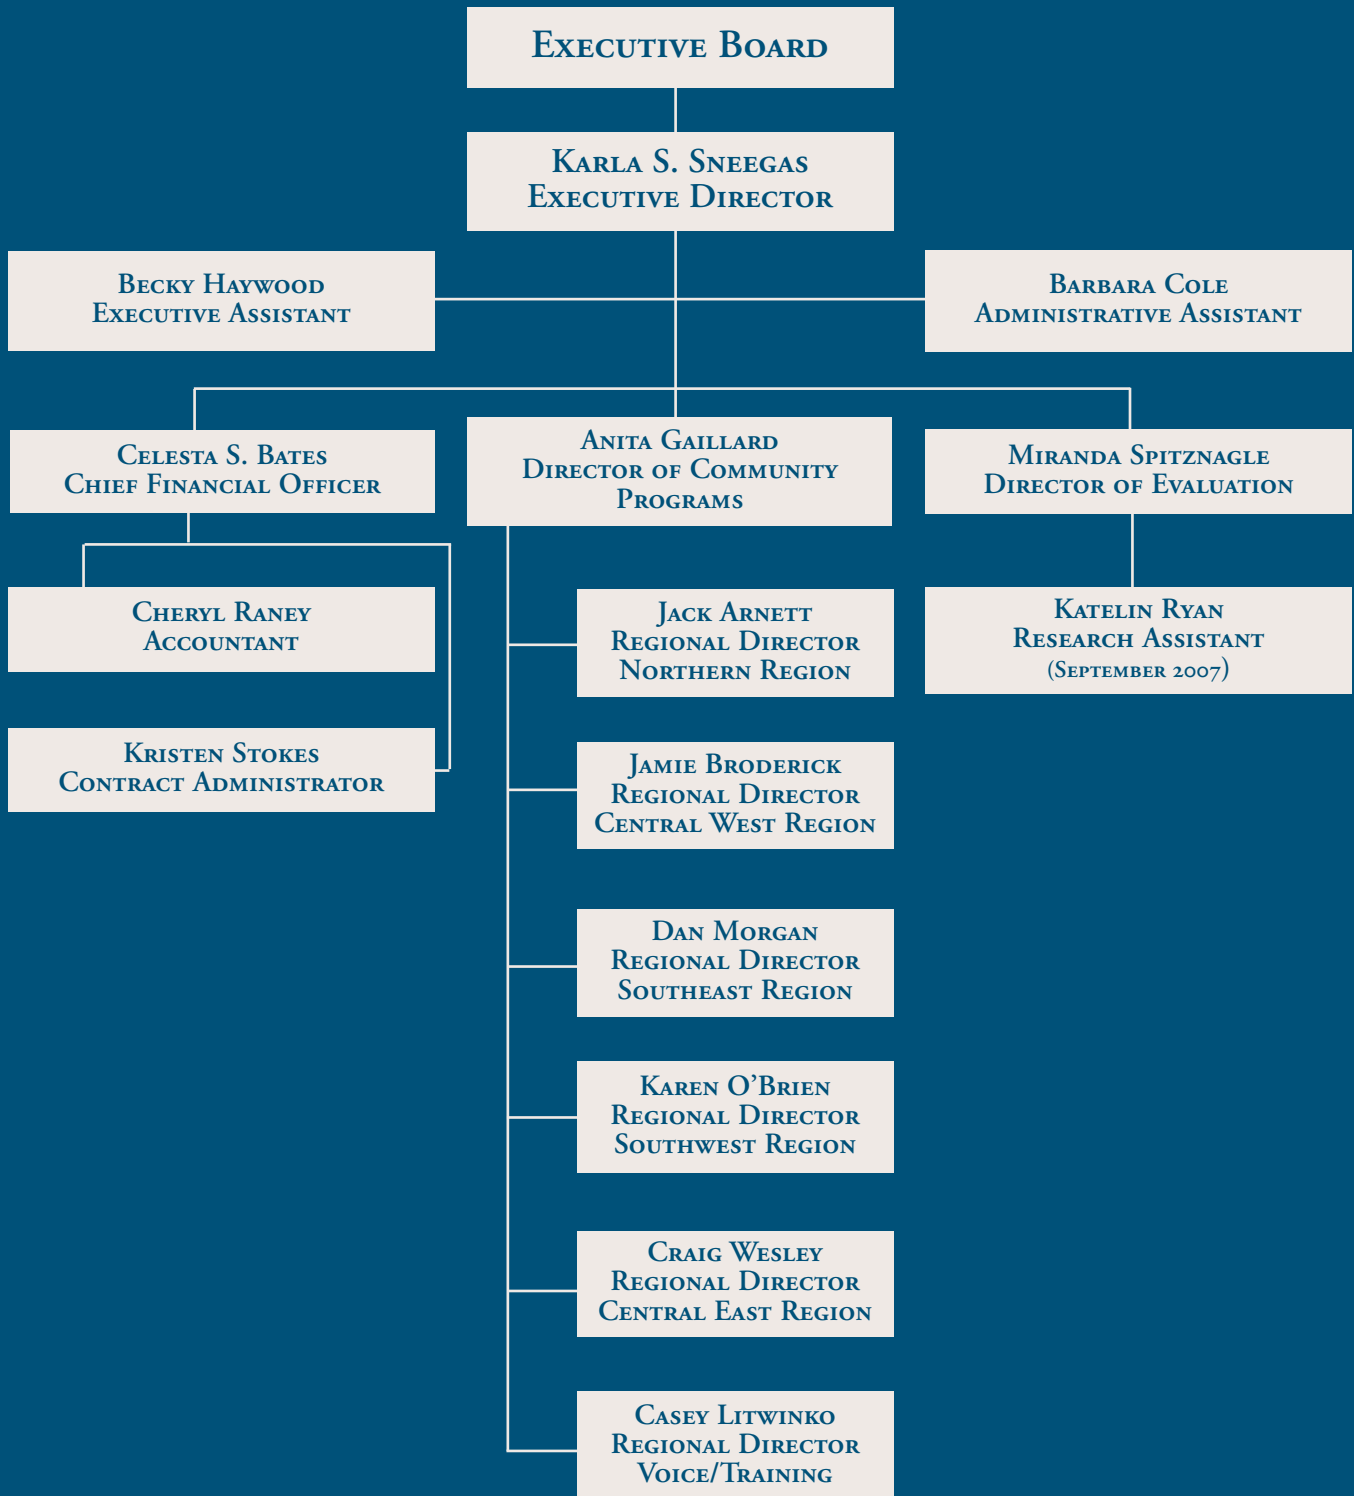 Executive Board
Karla S. Sneegas
Executive Director
Becky Haywood
Executive Assistant
Barbara Cole
Administrative Assistant
Celesta S. Bates
Chief Financial Officer
Anita Gaillard
Director of Community
Programs
Miranda Spitznagle
Director of Evaluation
Cheryl Raney
Accountant
Kristen Stokes
Contract Administrator
Jack Arnett
Regional Director
Northern Region
Jamie Broderick
Regional Director
Central West Region
Dan Morgan
Regional Director
Southeast Region
Karen O’Brien
Regional Director
Southwest Region
Craig Wesley
Regional Director
Central East Region
Casey Litwinko
Regional Director
Voice/Training
Katelin Ryan
Research Assistant
(September 2007)